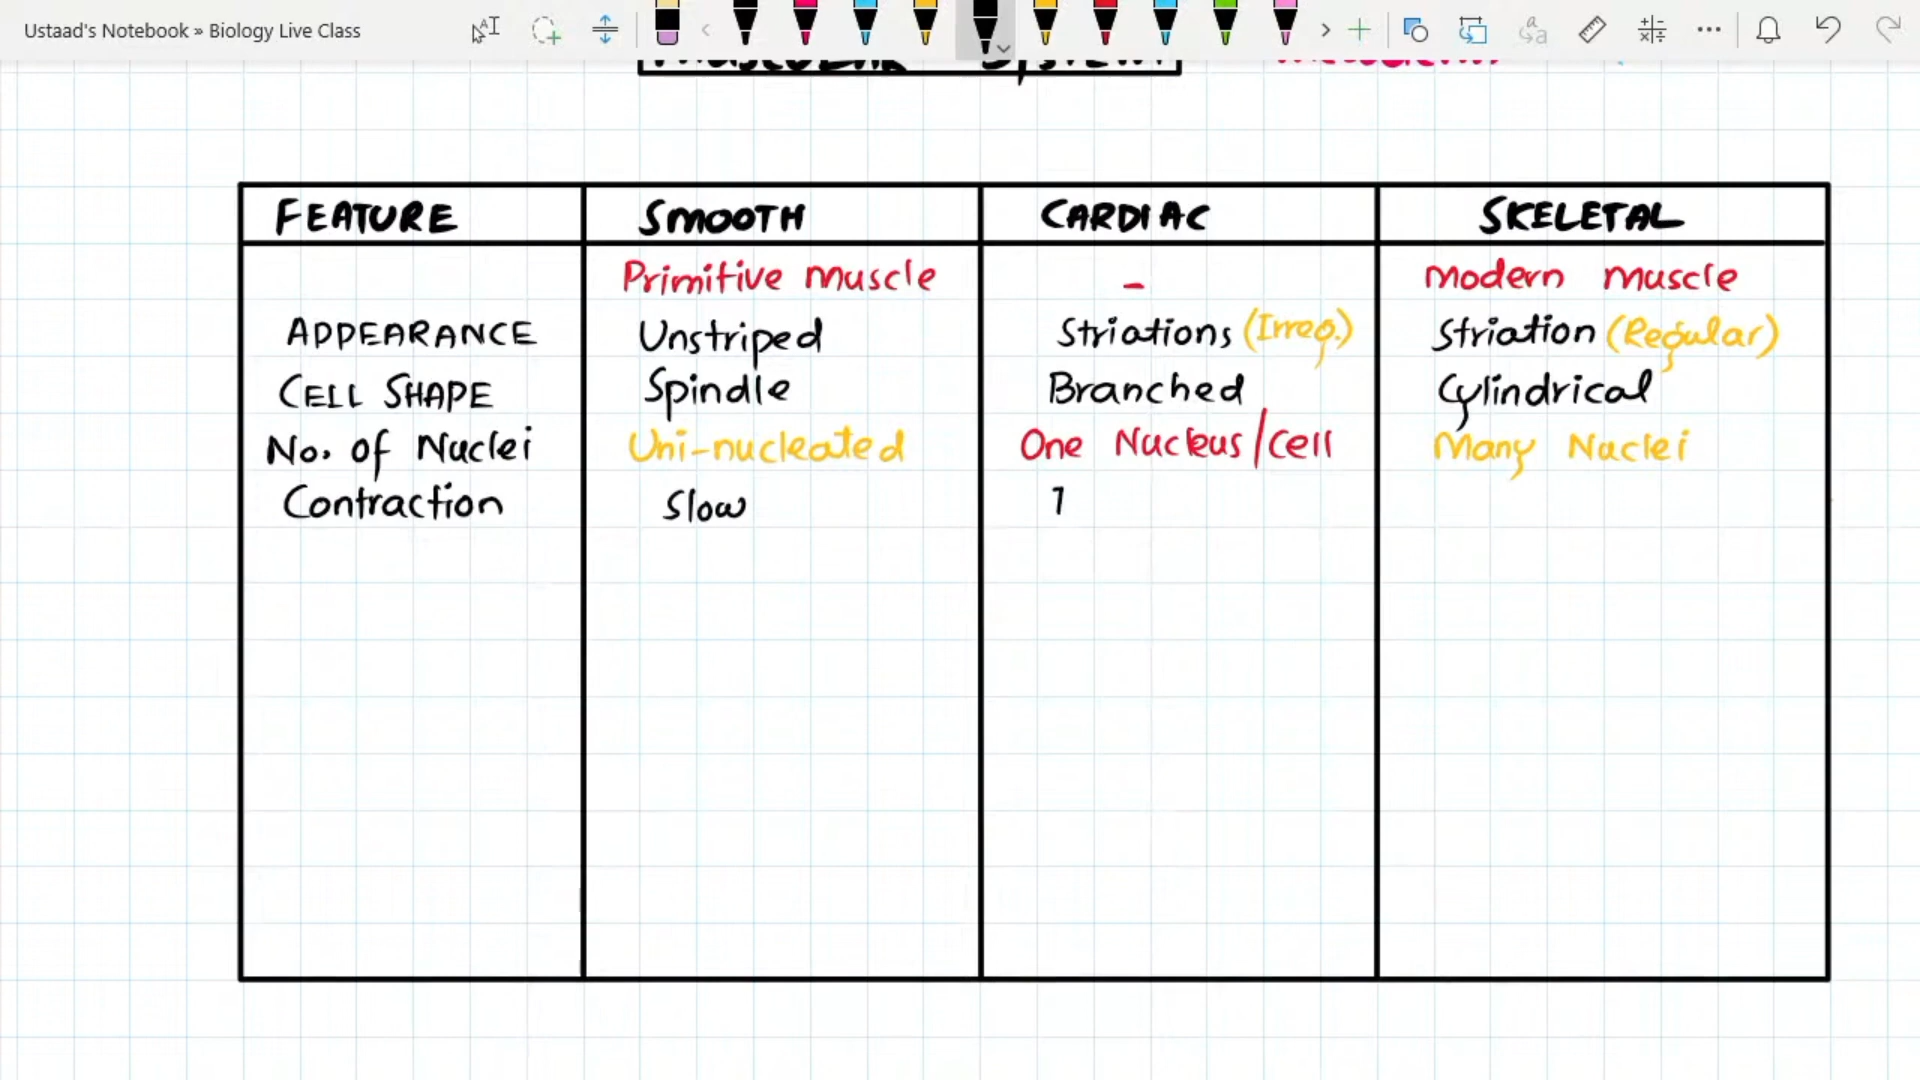 Ustaad's Notebook » Biology Live Class
FEATURE SMOOTH CARDIAC SKELETAL
Primitive muscle - Modern muscle
APPEARANCE Unstriped Striations (Irreg.) Striation (Regular)
CELL SHAPE Spindle Branched Cylindrical
No. of Nuclei Uni-nucleated One Nucleus/Cell Many Nuclei
Contraction Slow